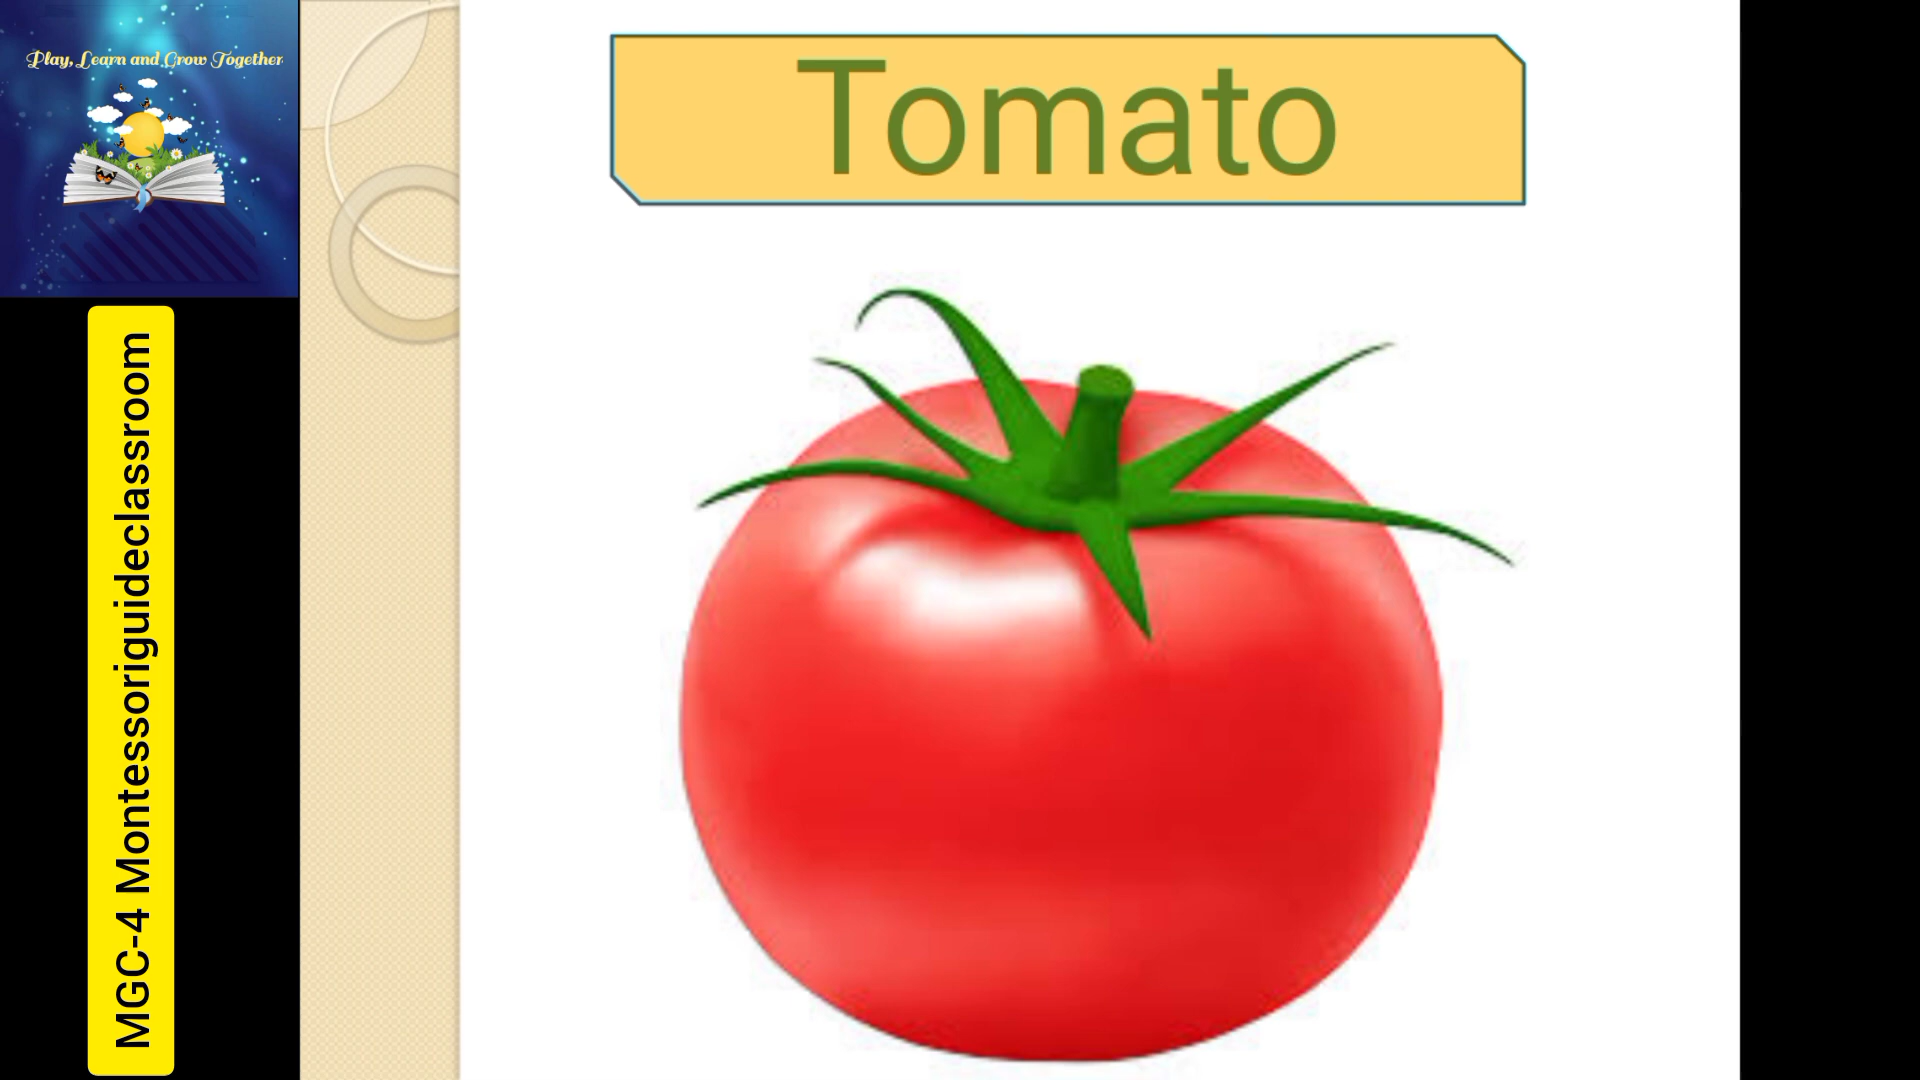 Play, Learn and Grow Together
Tomato
MGC-4 Montessoriguideclassroom